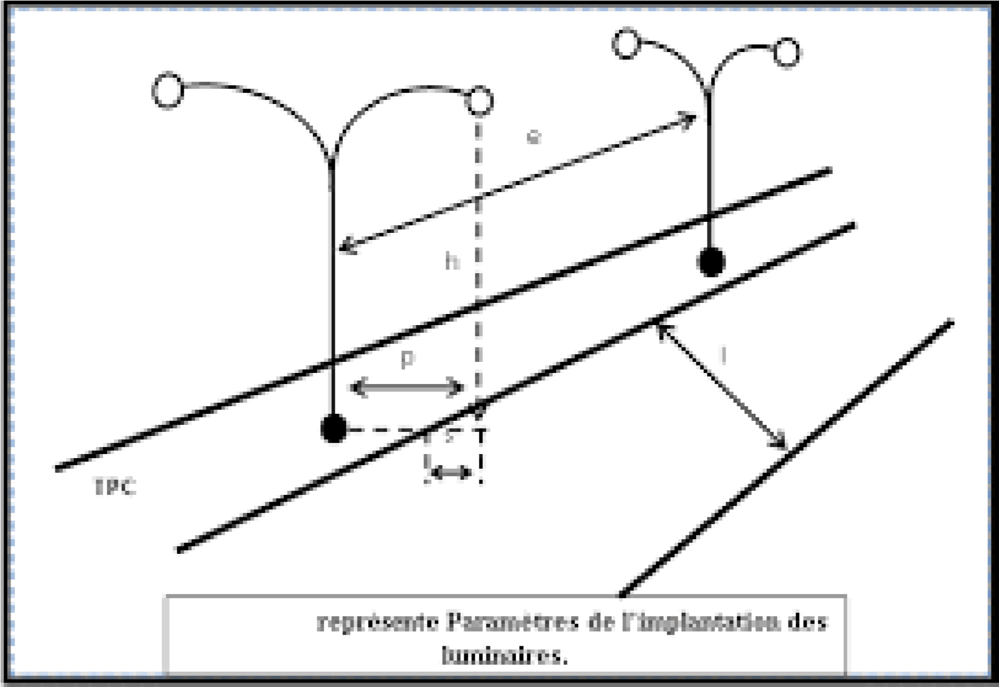 e
h
p
l
s
TPC
représente Paramètres de l'implantation des
luminaires.